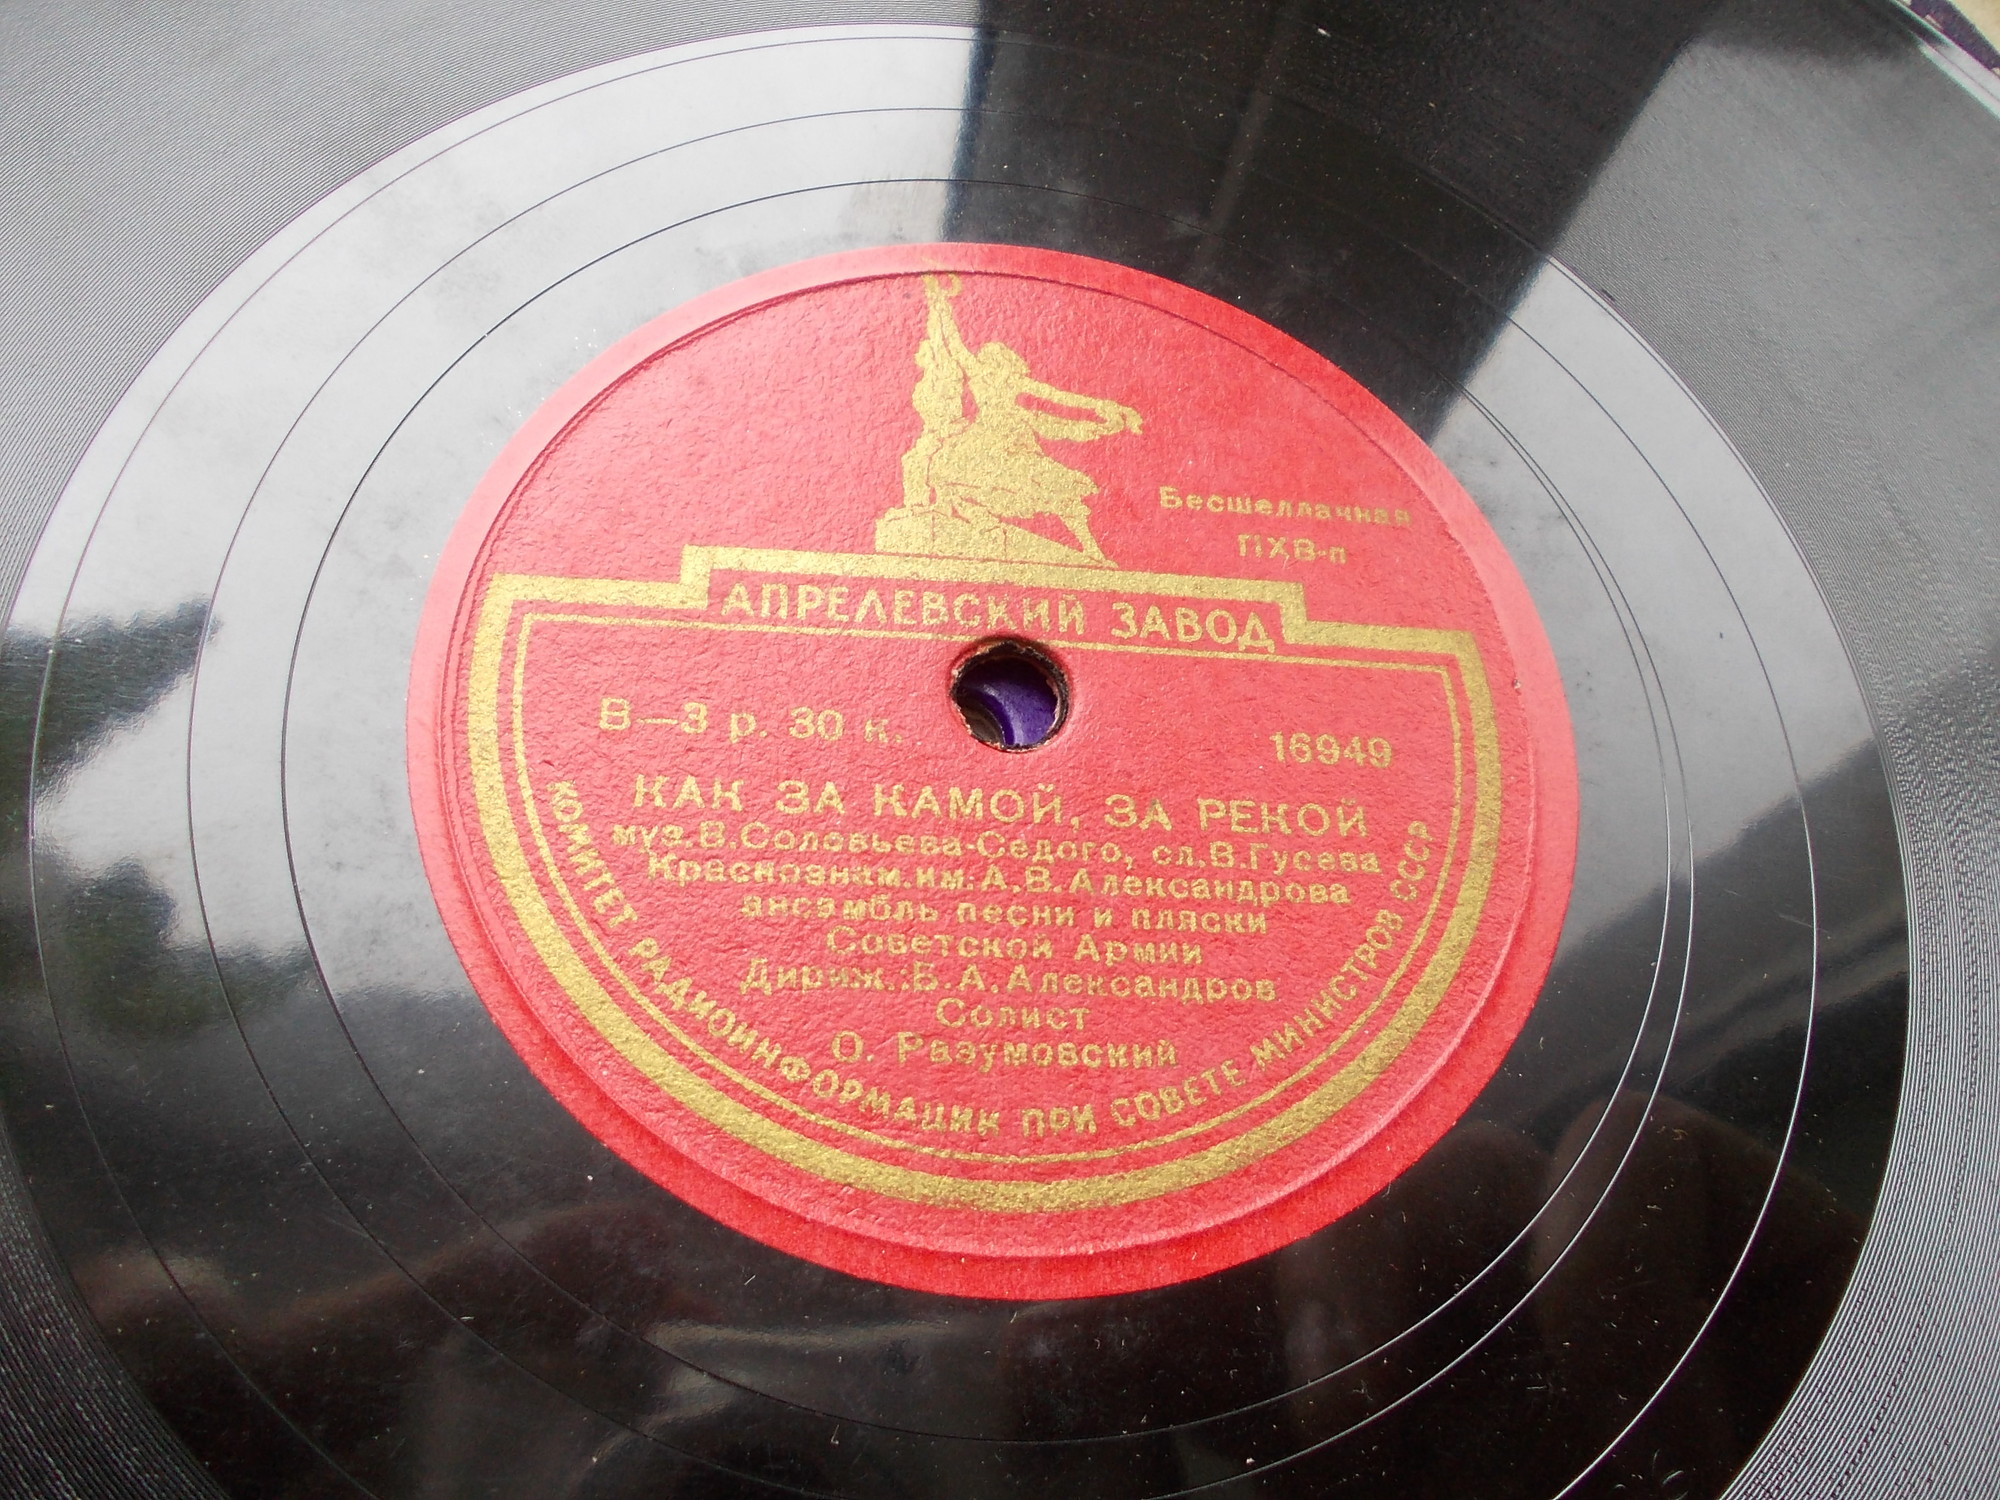 Бесшеллачная
ПХВ-п
АПРЕЛЕВСКИЙ ЗАВОД
В—3 р. 30 к.
16949
КАК ЗА КАМОЙ, ЗА РЕКОЙ
муз. В. Соловьева-Седого, сл. В. Гусева
Краснознам. им. А. В. Александрова
ансамбль песни и пляски
Советской Армии
Дириж.: Б. А. Александров
Солист
О. Разумовский
КОМИТЕТ РАДИОИНФОРМАЦИИ ПРИ СОВЕТЕ МИНИСТРОВ СССР